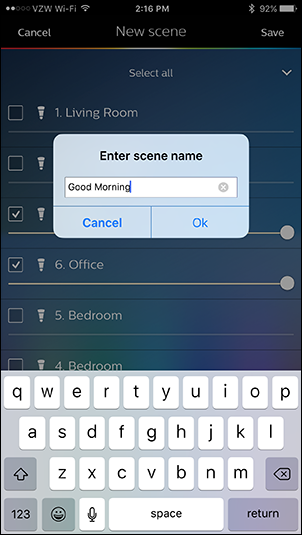 VZW Wi-Fi 2:16 PM 92%
Cancel New scene Save
Select all
1. Living Room
Enter scene name
Good Morning
Cancel Ok
6. Office
5. Bedroom
4. Bedroom
q w e r t y u i o p
a s d f g h j k l
z x c v b n m
123 space return